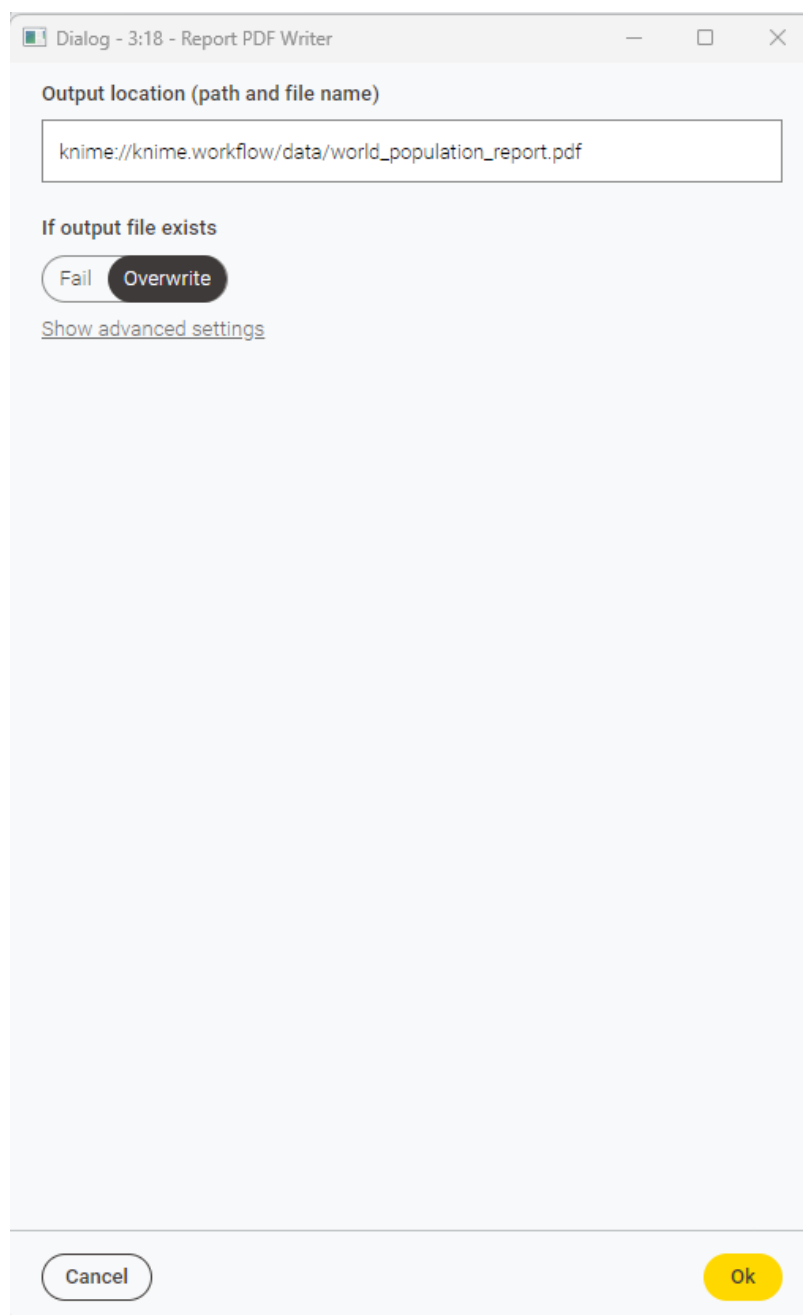 Dialog - 3:18 - Report PDF Writer
Output location (path and file name)
knime://knime.workflow/data/world_population_report.pdf
If output file exists
Fail Overwrite
Show advanced settings
Cancel Ok